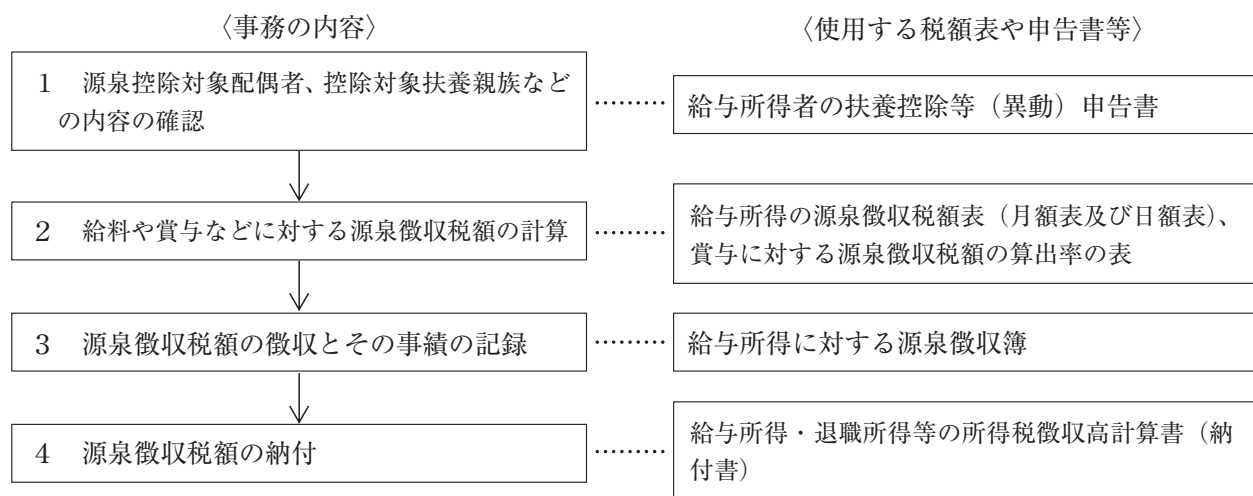 〈事務の内容〉
〈使用する税額表や申告書等〉
1 源泉控除対象配偶者、控除対象扶養親族など
の内容の確認
………
給与所得者の扶養控除等（異動）申告書
2 給料や賞与などに対する源泉徴収税額の計算
………
給与所得の源泉徴収税額表（月額表及び日額表）、
賞与に対する源泉徴収税額の算出率の表
3 源泉徴収税額の徴収とその事績の記録
………
給与所得に対する源泉徴収簿
4 源泉徴収税額の納付
………
給与所得・退職所得等の所得税徴収高計算書（納
付書）